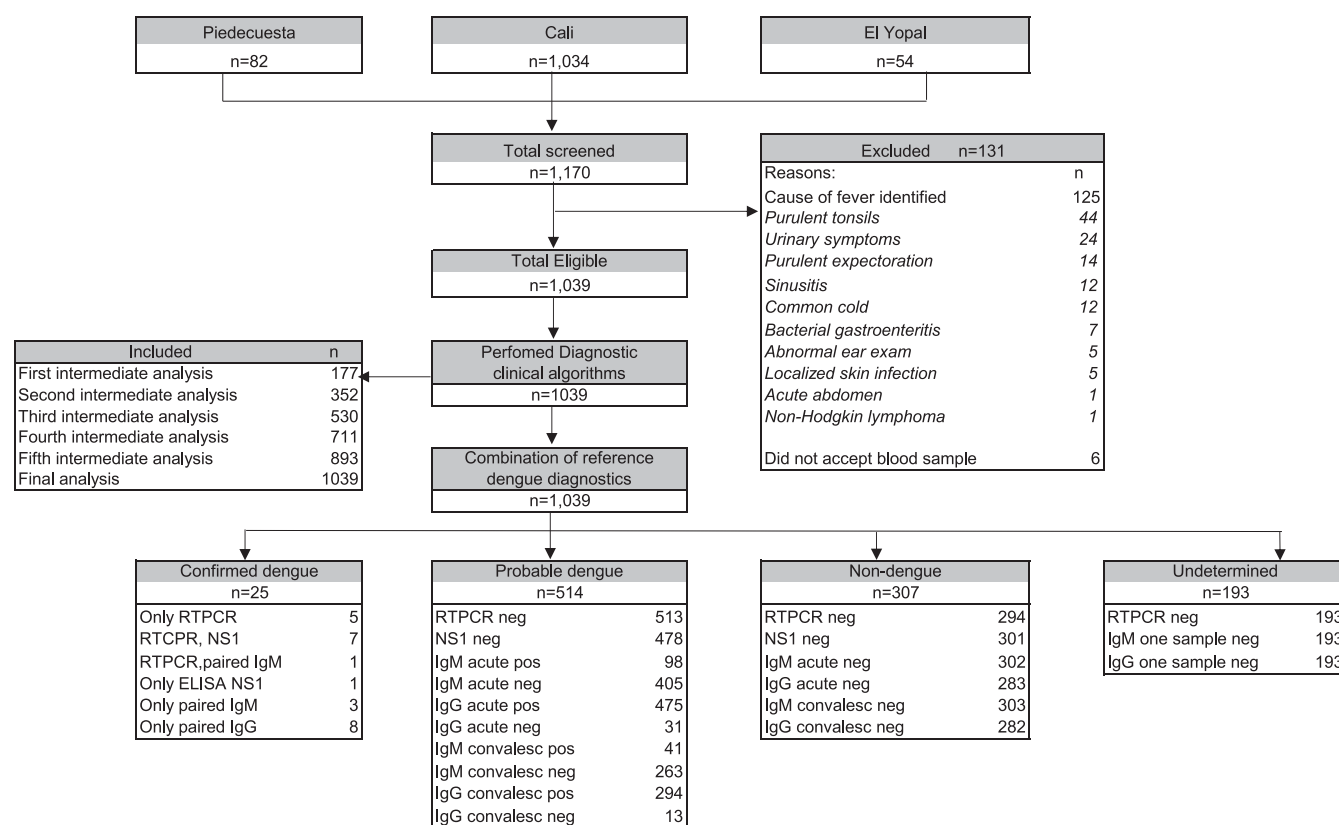 Piedecuesta
n=82
Cali
n=1,034
El Yopal
n=54
Total screened
n=1,170
Excluded n=131
Reasons: n
Cause of fever identified 125
Purulent tonsils 44
Urinary symptoms 24
Purulent expectoration 14
Sinusitis 12
Common cold 12
Bacterial gastroenteritis 7
Abnormal ear exam 5
Localized skin infection 5
Acute abdomen 1
Non-Hodgkin lymphoma 1
Did not accept blood sample 6
Total Eligible
n=1,039
Included n
First intermediate analysis 177
Second intermediate analysis 352
Third intermediate analysis 530
Fourth intermediate analysis 711
Fifth intermediate analysis 893
Final analysis 1039
Perfomed Diagnostic
clinical algorithms
n=1039
Combination of reference
dengue diagnostics
n=1,039
Confirmed dengue
n=25
Only RTPCR 5
RTCPR, NS1 7
RTPCR,paired IgM 1
Only ELISA NS1 1
Only paired IgM 3
Only paired IgG 8
Probable dengue
n=514
RTPCR neg 513
NS1 neg 478
IgM acute pos 98
IgM acute neg 405
IgG acute pos 475
IgG acute neg 31
IgM convalesc pos 41
IgM convalesc neg 263
IgG convalesc pos 294
IgG convalesc neg 13
Non-dengue
n=307
RTPCR neg 294
NS1 neg 301
IgM acute neg 302
IgG acute neg 283
IgM convalesc neg 303
IgG convalesc neg 282
Undetermined
n=193
RTPCR neg 193
IgM one sample neg 193
IgG one sample neg 193